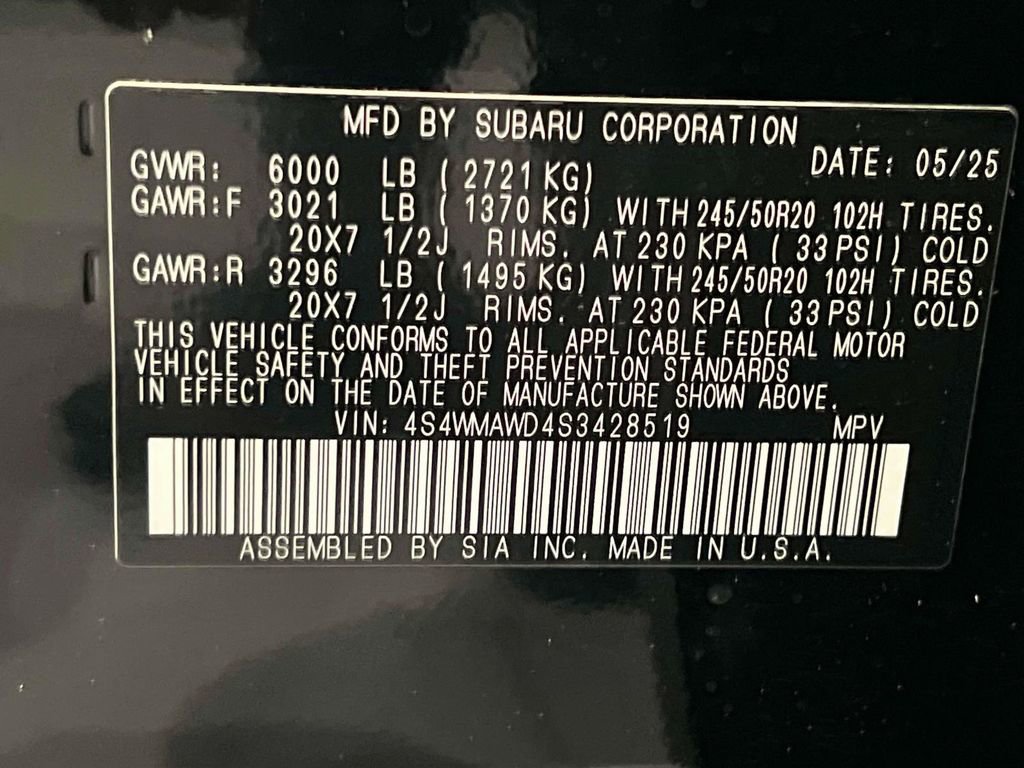 MFD BY SUBARU CORPORATION
DATE: 05/25
GVWR: 6000 LB ( 2721 KG)
GAWR:F 3021 LB ( 1370 KG) WITH 245/50R20 102H TIRES.
20X7 1/2J RIMS. AT 230 KPA ( 33 PSI) COLD
GAWR:R 3296 LB ( 1495 KG) WITH 245/50R20 102H TIRES.
20X7 1/2J RIMS. AT 230 KPA ( 33 PSI) COLD
THIS VEHICLE CONFORMS TO ALL APPLICABLE FEDERAL MOTOR
VEHICLE SAFETY AND THEFT PREVENTION STANDARDS
IN EFFECT ON THE DATE OF MANUFACTURE SHOWN ABOVE.
VIN: 4S4WMAWD4S3428519 MPV
ASSEMBLED BY SIA INC. MADE IN U.S.A.